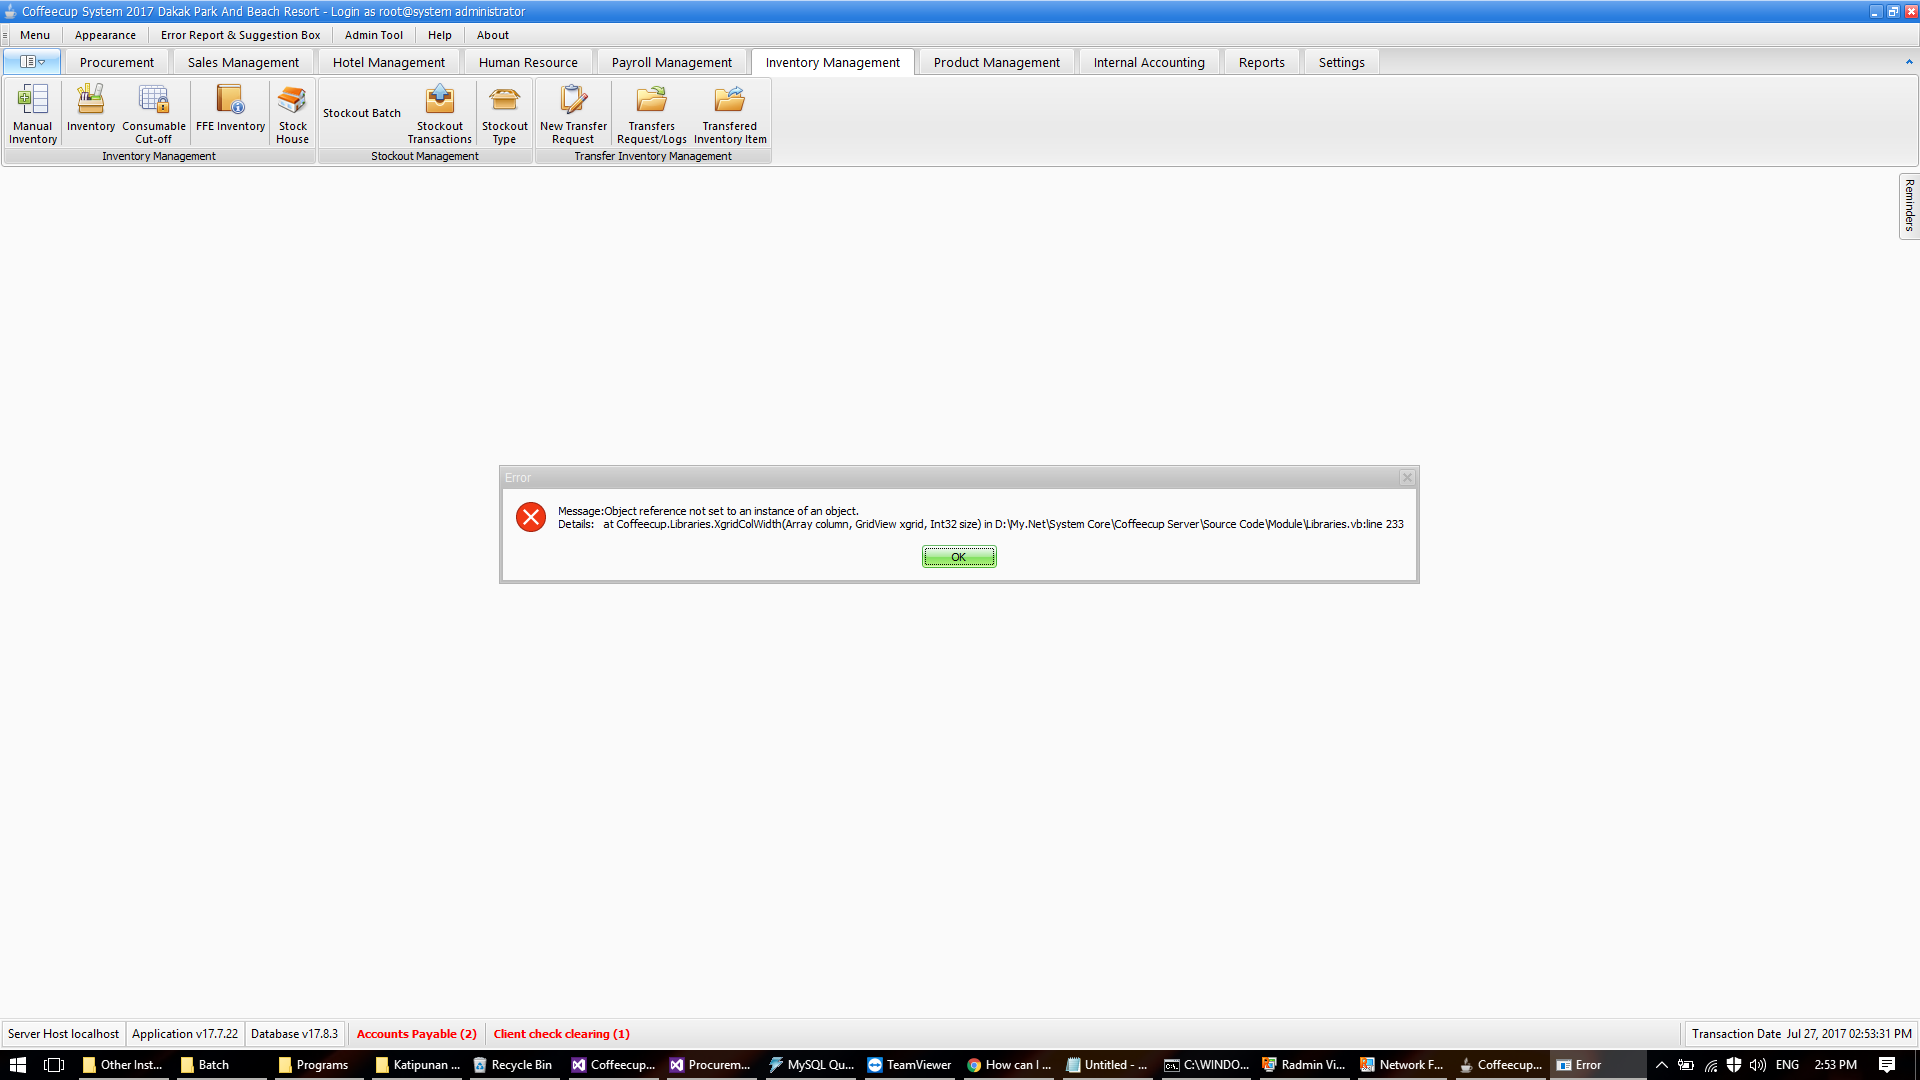 Coffeecup System 2017 Dakak Park And Beach Resort - Login as root@system administrator
Menu Appearance Error Report & Suggestion Box Admin Tool Help About
Procurement Sales Management Hotel Management Human Resource Payroll Management Inventory Management Product Management Internal Accounting Reports Settings
Manual Inventory
Inventory
Consumable Cut-off
FFE Inventory
Stock House
Inventory Management
Stockout Batch
Stockout Transactions
Stockout Type
Stockout Management
New Transfer Request
Transfers Request/Logs
Transfered Inventory Item
Transfer Inventory Management
Reminders
Error
Message:Object reference not set to an instance of an object.
Details: at Coffeecup.Libraries.XgridColWidth(Array column, GridView xgrid, Int32 size) in D:\My.Net\System Core\Coffeecup Server\Source Code\Module\Libraries.vb:line 233
OK
Server Host localhost Application v17.7.22 Database v17.8.3 Accounts Payable (2) Client check clearing (1) Transaction Date Jul 27, 2017 02:53:31 PM
Other Inst... Batch Programs Katipunan ... Recycle Bin Coffeecup... Procurem... MySQL Qu... TeamViewer How can I ... Untitled - ... C:\WINDO... Radmin Vi... Network F... Coffeecup... Error ENG 2:53 PM